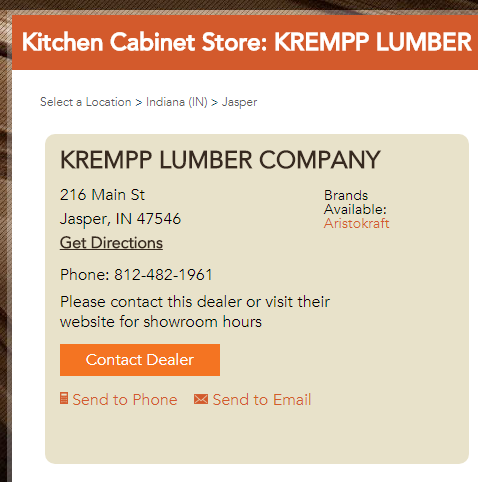 Kitchen Cabinet Store: KREMPP LUMBER
Select a Location > Indiana (IN) > Jasper
KREMPP LUMBER COMPANY
216 Main St
Jasper, IN 47546
Get Directions
Phone: 812-482-1961
Please contact this dealer or visit their
website for showroom hours
Contact Dealer
Send to Phone
Send to Email
Brands
Available:
Aristokraft